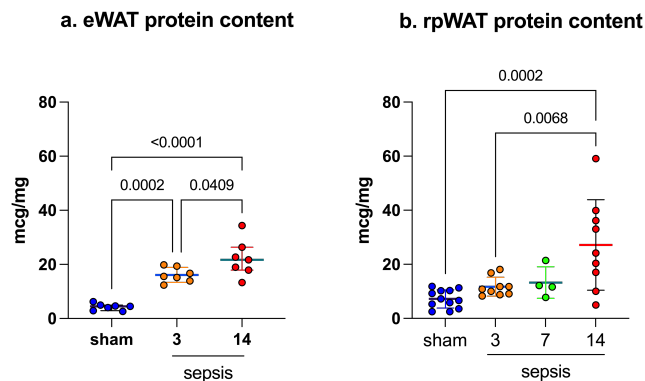 a. eWAT protein content
b. rpWAT protein content
mcg/mg
80
60
40
20
0
<0.0001
0.0002
0.0409
sham
3
14
sepsis
mcg/mg
80
60
40
20
0
0.0002
0.0068
sham
3
7
14
sepsis